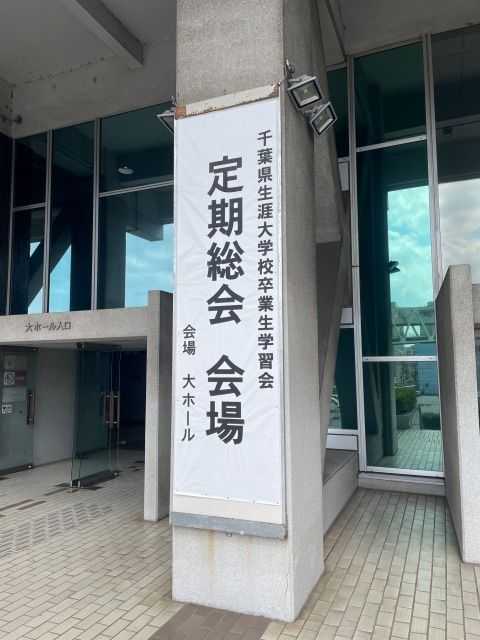 千葉県生涯大学校卒業生学習会
定期総会 会場
会場 大ホール
大ホール入口